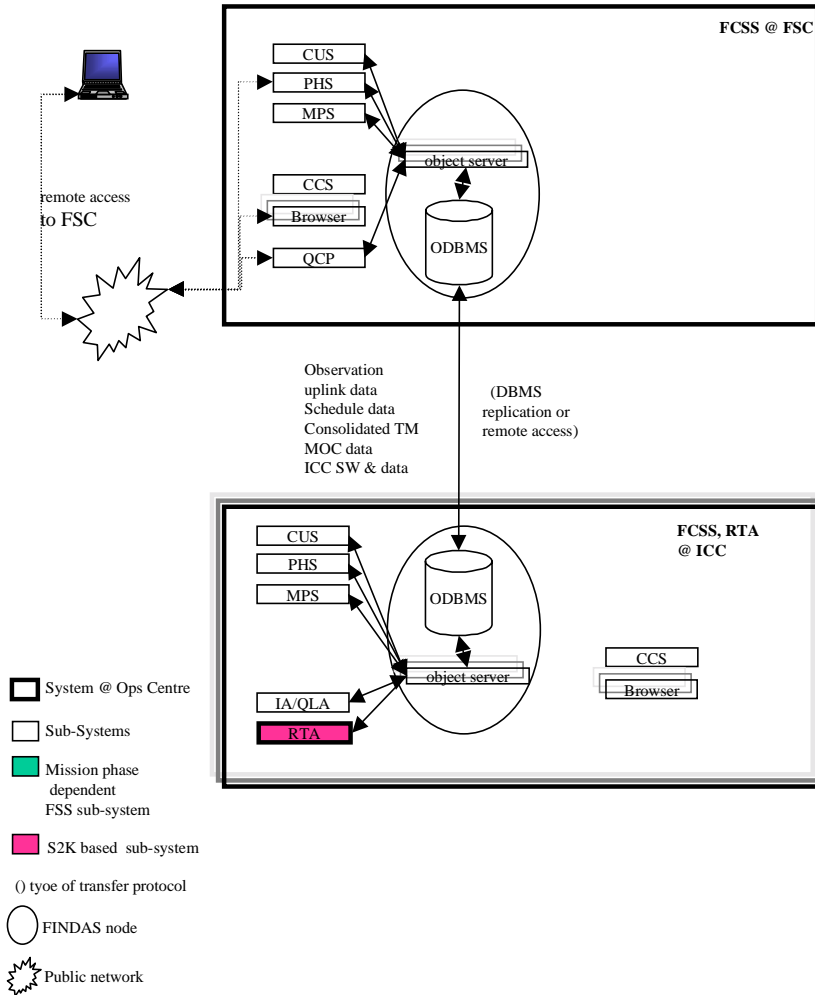 FCSS @ FSC
CUS
PHS
MPS
object server
CCS
Browser
ODBMS
QCP
remote access
to FSC
Observation
uplink data
Schedule data
Consolidated TM
MOC data
ICC SW & data
(DBMS
replication or
remote access)
FCSS, RTA
@ ICC
CUS
PHS
MPS
ODBMS
object server
CCS
Browser
IA/QLA
RTA
System @ Ops Centre
Sub-Systems
Mission phase
dependent
FSS sub-system
S2K based sub-system
() tyoe of transfer protocol
FINDAS node
Public network